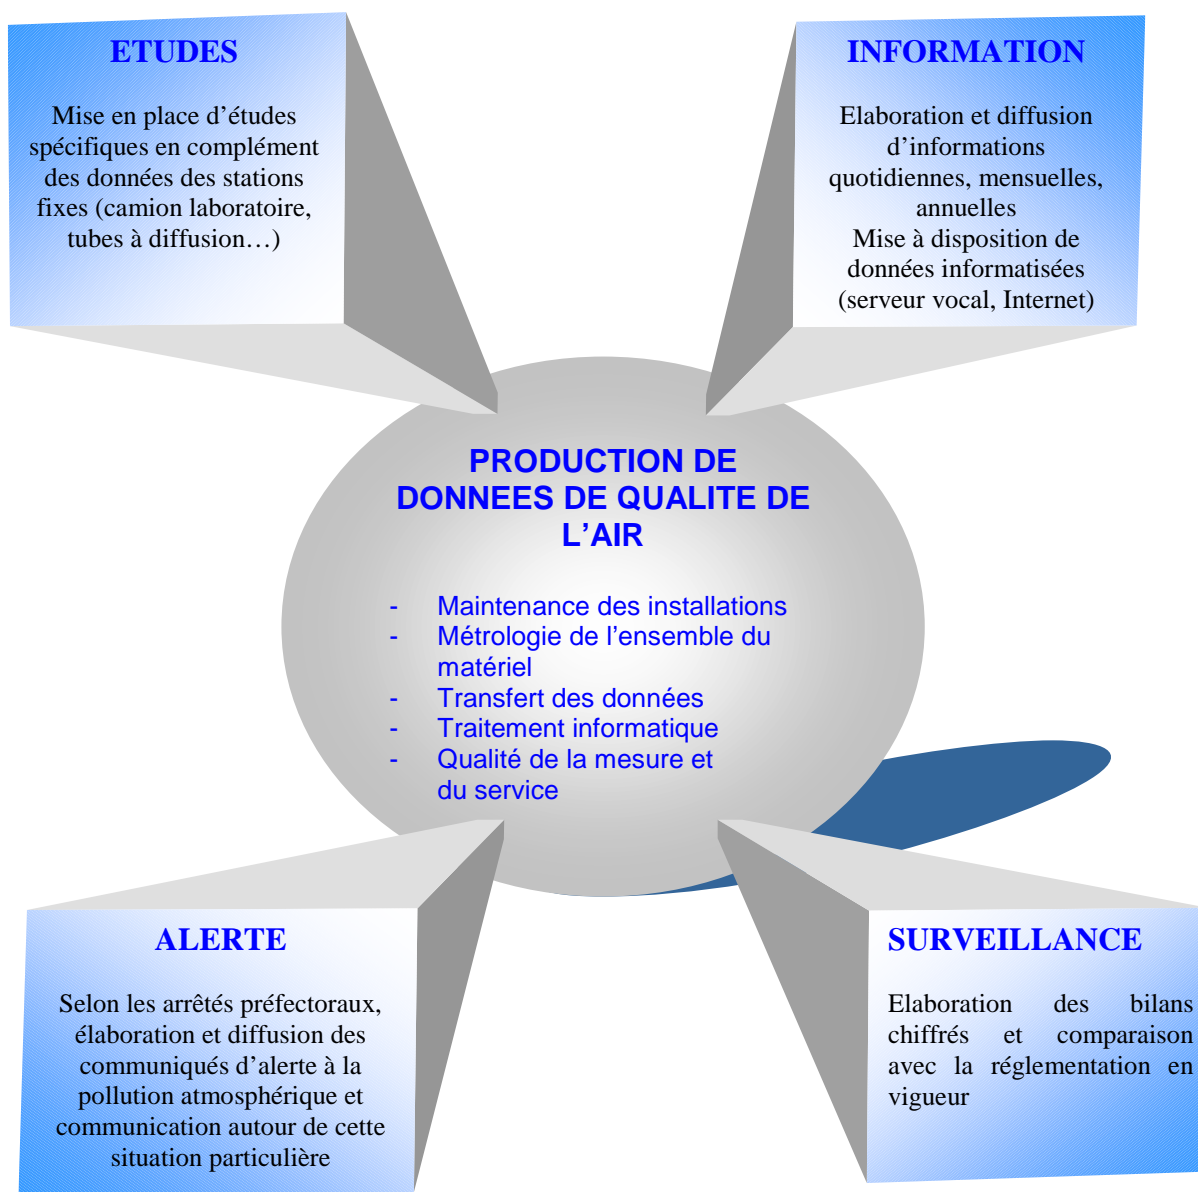 ETUDES
Mise en place d’études
spécifiques en complément
des données des stations
fixes (camion laboratoire,
tubes à diffusion…)
INFORMATION
Elaboration et diffusion
d’informations
quotidiennes, mensuelles,
annuelles
Mise à disposition de
données informatisées
(serveur vocal, Internet)
PRODUCTION DE
DONNEES DE QUALITE DE
L’AIR
- Maintenance des installations
- Métrologie de l’ensemble du
matériel
- Transfert des données
- Traitement informatique
- Qualité de la mesure et
du service
ALERTE
Selon les arrêtés préfectoraux,
élaboration et diffusion des
communiqués d’alerte à la
pollution atmosphérique et
communication autour de cette
situation particulière
SURVEILLANCE
Elaboration des bilans
chiffrés et comparaison
avec la réglementation en
vigueur